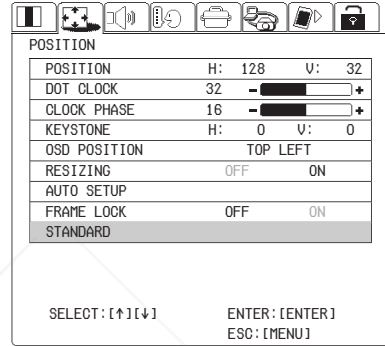 POSITION
POSITION H: 128 V: 32
DOT CLOCK 32 - +
CLOCK PHASE 16 - +
KEYSTONE H: 0 V: 0
OSD POSITION TOP LEFT
RESIZING OFF ON
AUTO SETUP
FRAME LOCK OFF ON
STANDARD
SELECT:[↑][↓] ENTER:[ENTER]
ESC:[MENU]